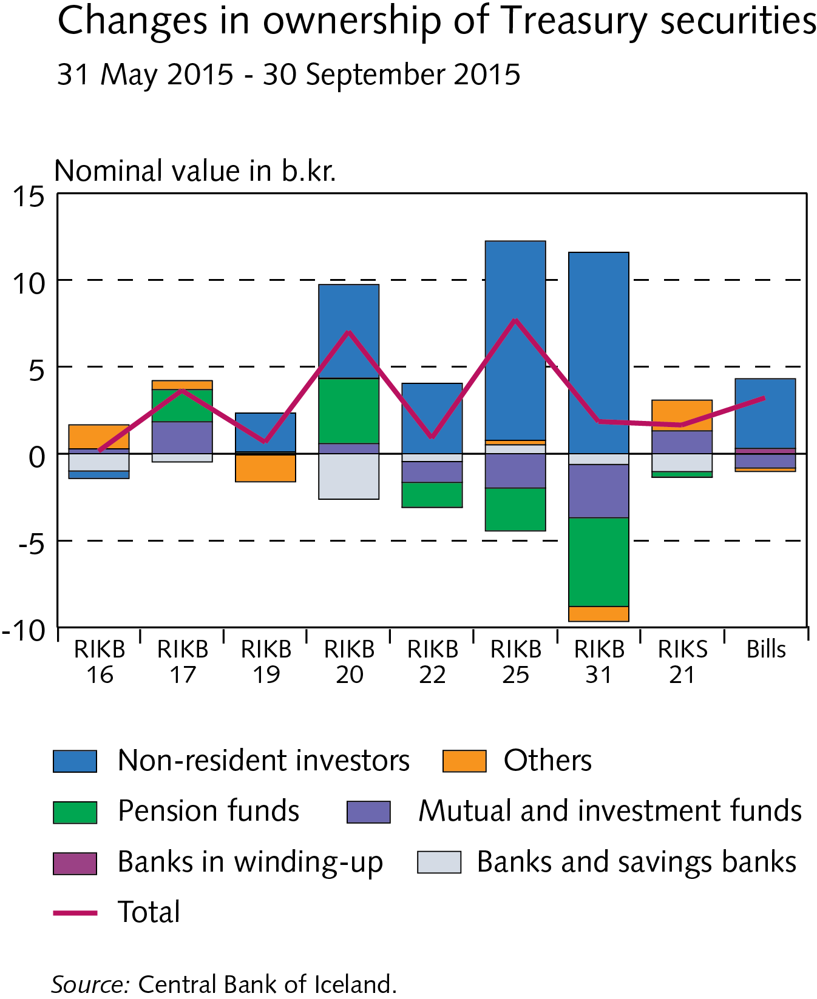 Changes in ownership of Treasury securities
31 May 2015 - 30 September 2015
Nominal value in b.kr.
15
10
5
0
-5
-10
RIKB RIKB RIKB RIKB RIKB RIKB RIKB RIKS Bills
16 17 19 20 22 25 31 21
Non-resident investors Others
Pension funds Mutual and investment funds
Banks in winding-up Banks and savings banks
Total
Source: Central Bank of Iceland.